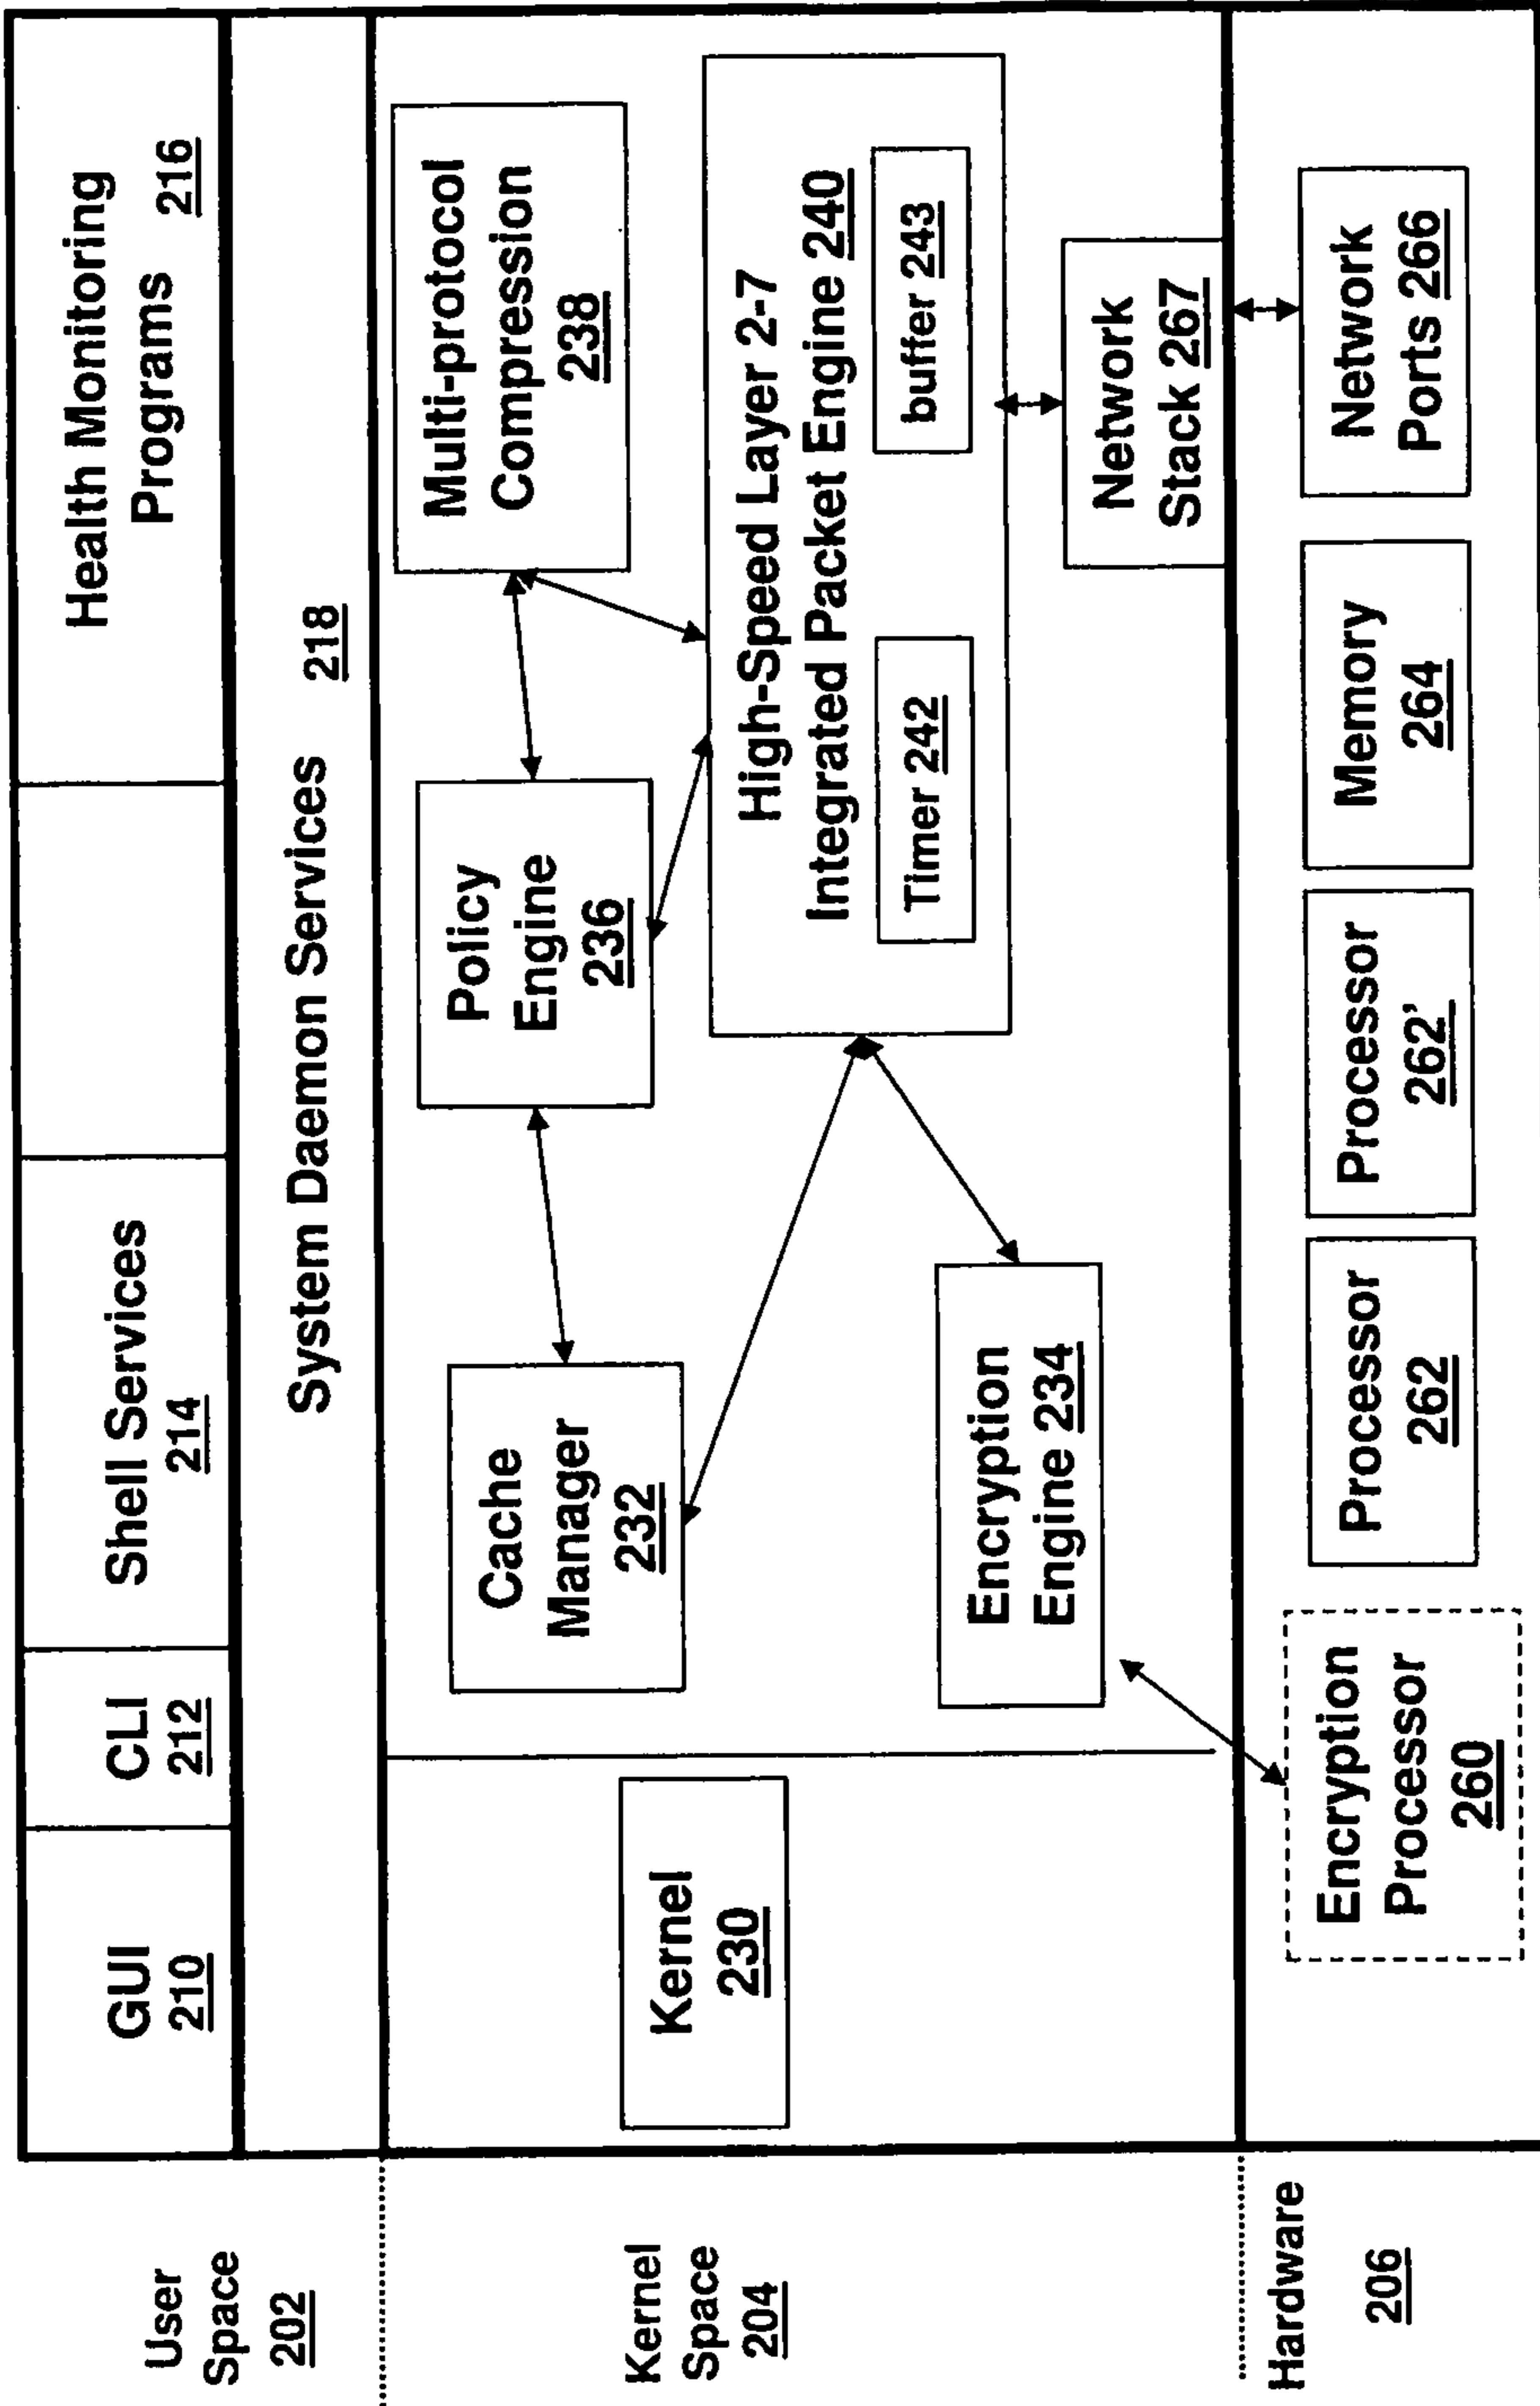 User
Space
202
GUI
210
CLI
212
Shell Services
214
Health Monitoring
Programs 216
System Daemon Services 218
Kernel
Space
204
Kernel
230
Cache
Manager
232
Policy
Engine
236
Multi-protocol
Compression
238
High-Speed Layer 2-7
Integrated Packet Engine 240
Timer 242
buffer 243
Encryption
Engine 234
Network
Stack 267
Hardware
206
Encryption
Processor
260
Processor
262
Processor
262'
Memory
264
Network
Ports 266